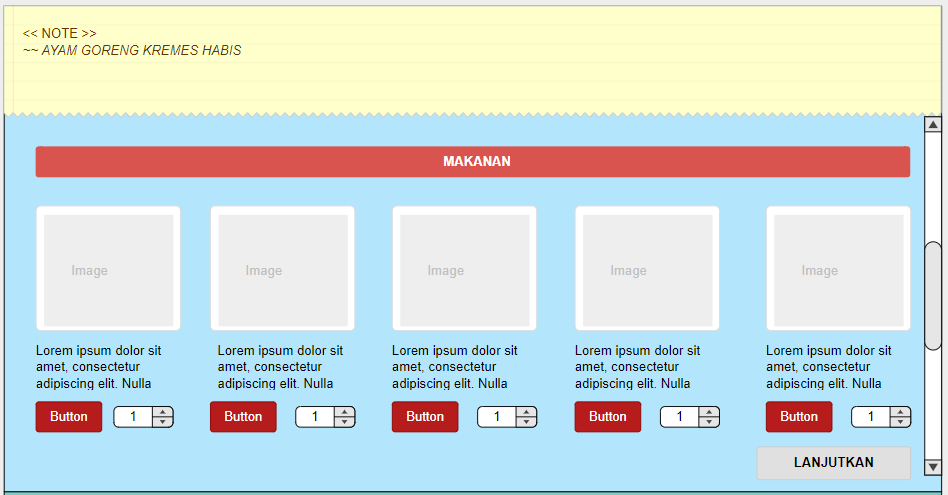 << NOTE >>
~~ AYAM GORENG KREMES HABIS
MAKANAN
Image Image Image Image Image
Lorem ipsum dolor sit
amet, consectetur
adipiscing elit. Nulla
Lorem ipsum dolor sit
amet, consectetur
adipiscing elit. Nulla
Lorem ipsum dolor sit
amet, consectetur
adipiscing elit. Nulla
Lorem ipsum dolor sit
amet, consectetur
adipiscing elit. Nulla
Lorem ipsum dolor sit
amet, consectetur
adipiscing elit. Nulla
Button 1 Button 1 Button 1 Button 1 Button 1
LANJUTKAN